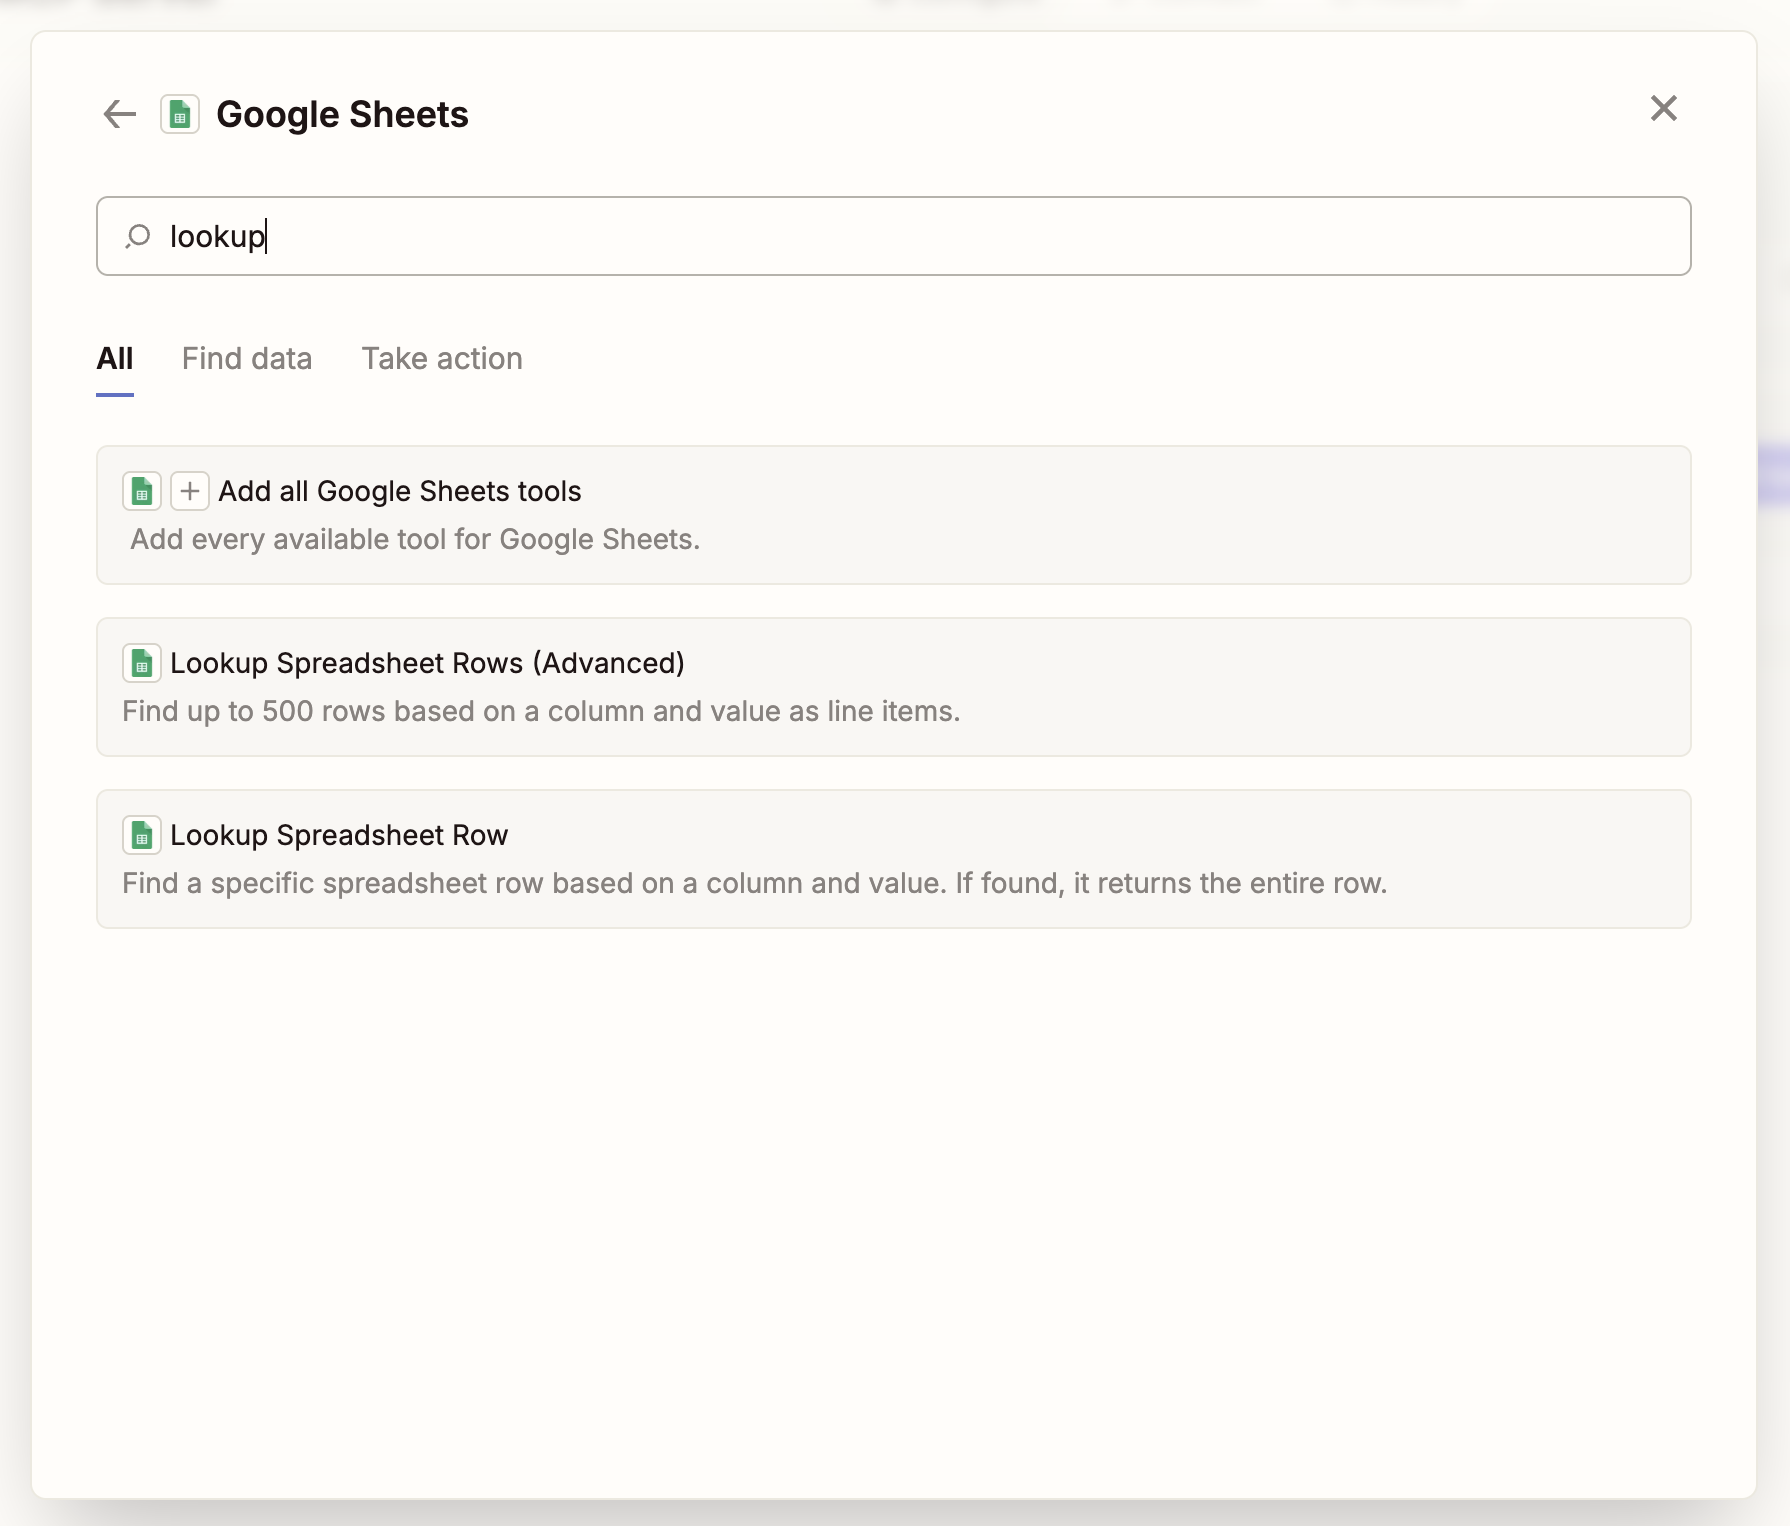 Google Sheets
lookup
All Find data Take action
Add all Google Sheets tools
Add every available tool for Google Sheets.
Lookup Spreadsheet Rows (Advanced)
Find up to 500 rows based on a column and value as line items.
Lookup Spreadsheet Row
Find a specific spreadsheet row based on a column and value. If found, it returns the entire row.